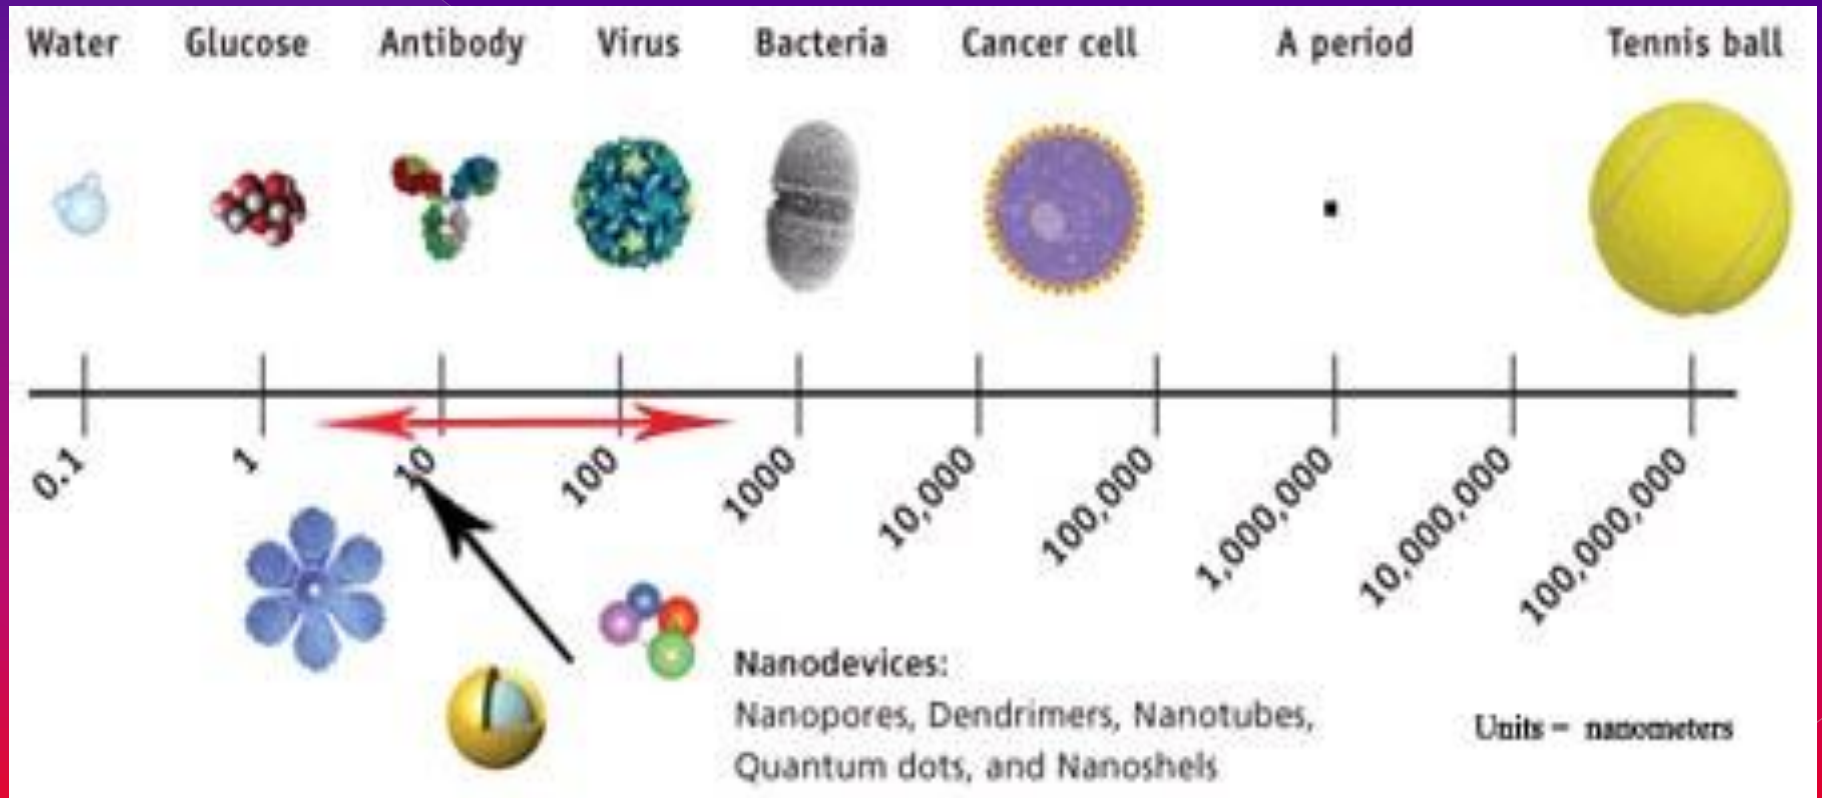 Water Glucose Antibody Virus Bacteria Cancer cell A period Tennis ball
0.1 1 10 100 1000 10,000 100,000 1,000,000 10,000,000 100,000,000
Nanodevices:
Nanopores, Dendrimers, Nanotubes,
Quantum dots, and Nanoshels
Units = nanometers